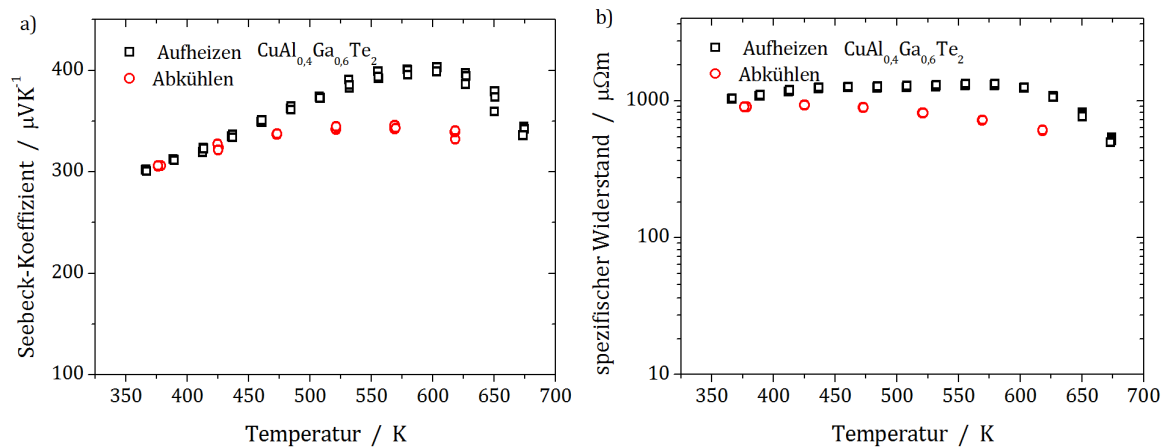 a)
Aufheizen CuAl0,4Ga0,6Te2
Abkühlen
400
300
200
100
350 400 450 500 550 600 650 700
Seebeck-Koeffizient / µVK-1
Temperatur / K
b)
Aufheizen CuAl0,4Ga0,6Te2
Abkühlen
1000
100
10
350 400 450 500 550 600 650 700
spezifischer Widerstand / µΩm
Temperatur / K